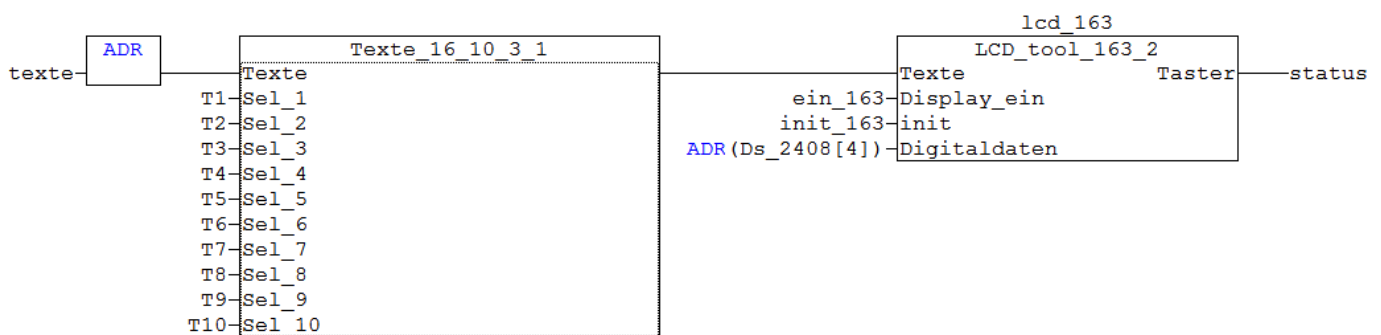 lcd_163
ADR Texte_16_10_3_1 LCD_tool_163_2
texte Texte Texte Taster status
T1 Sel_1 ein_163 Display_ein
T2 Sel_2 init_163 init
T3 Sel_3 ADR(Ds_2408[4]) Digitaldaten
T4 Sel_4
T5 Sel_5
T6 Sel_6
T7 Sel_7
T8 Sel_8
T9 Sel_9
T10 Sel_10